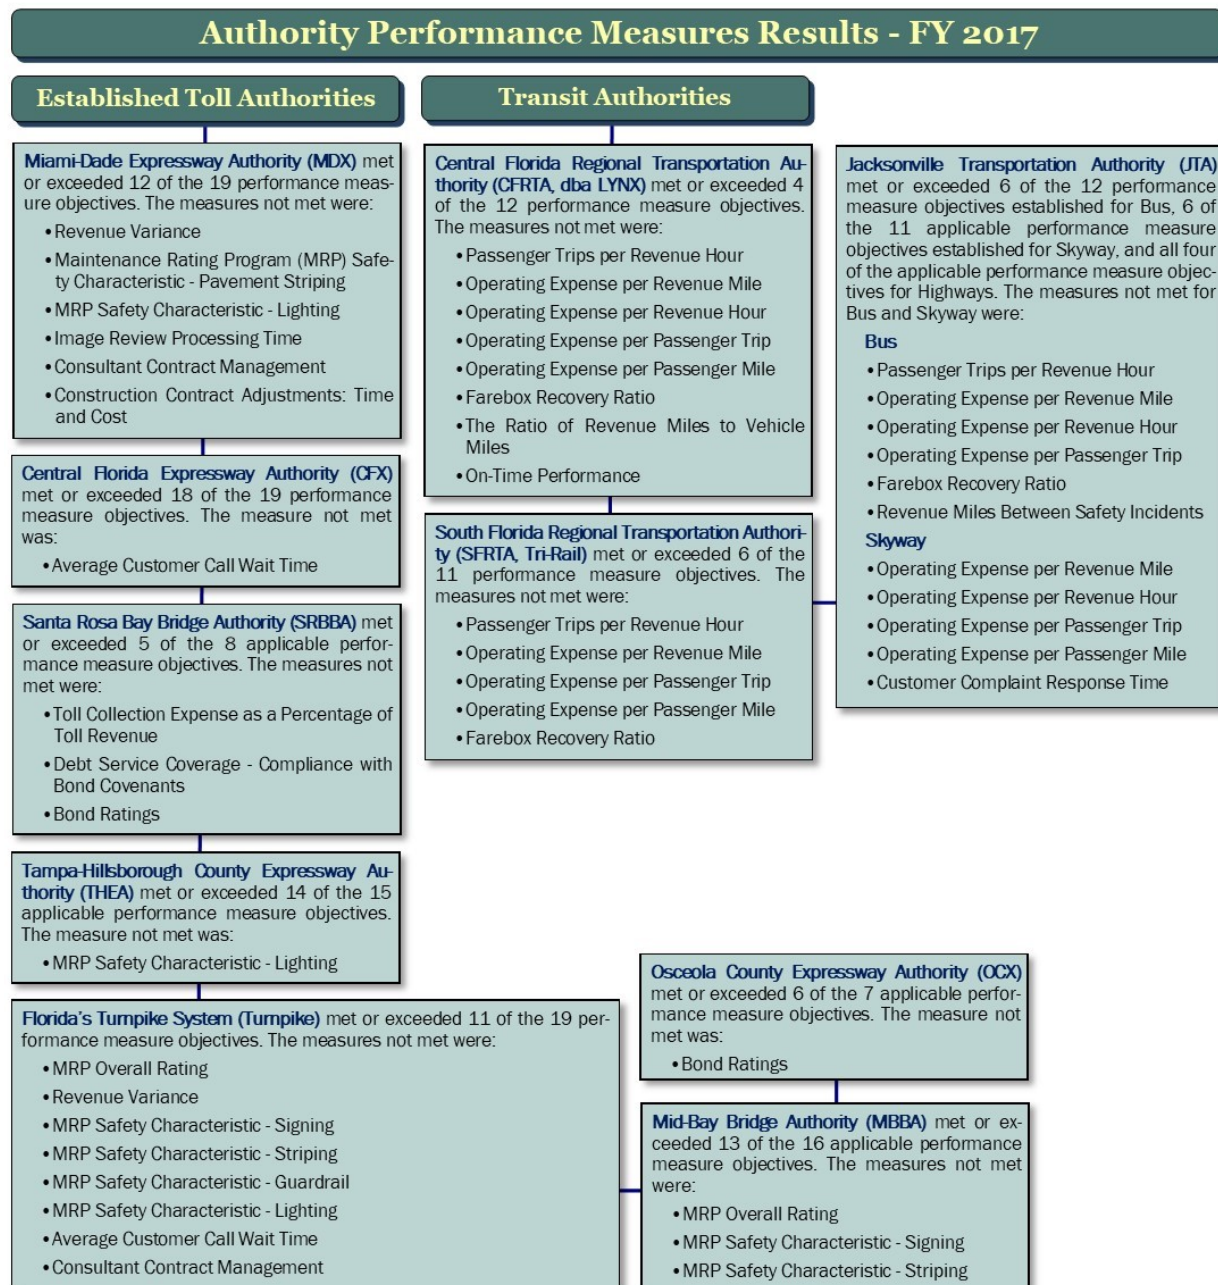 Authority Performance Measures Results - FY 2017
Established Toll Authorities
Miami-Dade Expressway Authority (MDX) met
or exceeded 12 of the 19 performance meas-
ure objectives. The measures not met were:
• Revenue Variance
• Maintenance Rating Program (MRP) Safe-
ty Characteristic - Pavement Striping
• MRP Safety Characteristic - Lighting
• Image Review Processing Time
• Consultant Contract Management
• Construction Contract Adjustments: Time
and Cost
Central Florida Expressway Authority (CFX)
met or exceeded 18 of the 19 performance
measure objectives. The measure not met
was:
• Average Customer Call Wait Time
Santa Rosa Bay Bridge Authority (SRBBA) met
or exceeded 5 of the 8 applicable perfor-
mance measure objectives. The measures not
met were:
• Toll Collection Expense as a Percentage of
Toll Revenue
• Debt Service Coverage - Compliance with
Bond Covenants
• Bond Ratings
Tampa-Hillsborough County Expressway Au-
thority (THEA) met or exceeded 14 of the 15
applicable performance measure objectives.
The measure not met was:
• MRP Safety Characteristic - Lighting
Florida's Turnpike System (Turnpike) met or exceeded 11 of the 19 per-
formance measure objectives. The measures not met were:
• MRP Overall Rating
• Revenue Variance
• MRP Safety Characteristic - Signing
• MRP Safety Characteristic - Striping
• MRP Safety Characteristic - Guardrail
• MRP Safety Characteristic - Lighting
• Average Customer Call Wait Time
• Consultant Contract Management
Transit Authorities
Central Florida Regional Transportation Au-
thority (CFRTA, dba LYNX) met or exceeded 4
of the 12 performance measure objectives.
The measures not met were:
• Passenger Trips per Revenue Hour
• Operating Expense per Revenue Mile
• Operating Expense per Revenue Hour
• Operating Expense per Passenger Trip
• Operating Expense per Passenger Mile
• Farebox Recovery Ratio
• The Ratio of Revenue Miles to Vehicle
Miles
• On-Time Performance
South Florida Regional Transportation Authori-
ty (SFRTA, Tri-Rail) met or exceeded 6 of the
11 performance measure objectives. The
measures not met were:
• Passenger Trips per Revenue Hour
• Operating Expense per Revenue Mile
• Operating Expense per Passenger Trip
• Operating Expense per Passenger Mile
• Farebox Recovery Ratio
Jacksonville Transportation Authority (JTA)
met or exceeded 6 of the 12 performance
measure objectives established for Bus, 6 of
the 11 applicable performance measure
objectives established for Skyway, and all four
of the applicable performance measure objec-
tives for Highways. The measures not met for
Bus and Skyway were:
Bus
• Passenger Trips per Revenue Hour
• Operating Expense per Revenue Mile
• Operating Expense per Revenue Hour
• Operating Expense per Passenger Trip
• Farebox Recovery Ratio
• Revenue Miles Between Safety Incidents
Skyway
• Operating Expense per Revenue Mile
• Operating Expense per Revenue Hour
• Operating Expense per Passenger Trip
• Operating Expense per Passenger Mile
• Customer Complaint Response Time
Osceola County Expressway Authority (OCX)
met or exceeded 6 of the 7 applicable perfor-
mance measure objectives. The measure not
met was:
• Bond Ratings
Mid-Bay Bridge Authority (MBBA) met or ex-
ceeded 13 of the 16 applicable performance
measure objectives. The measures not met
were:
• MRP Overall Rating
• MRP Safety Characteristic - Signing
• MRP Safety Characteristic - Striping